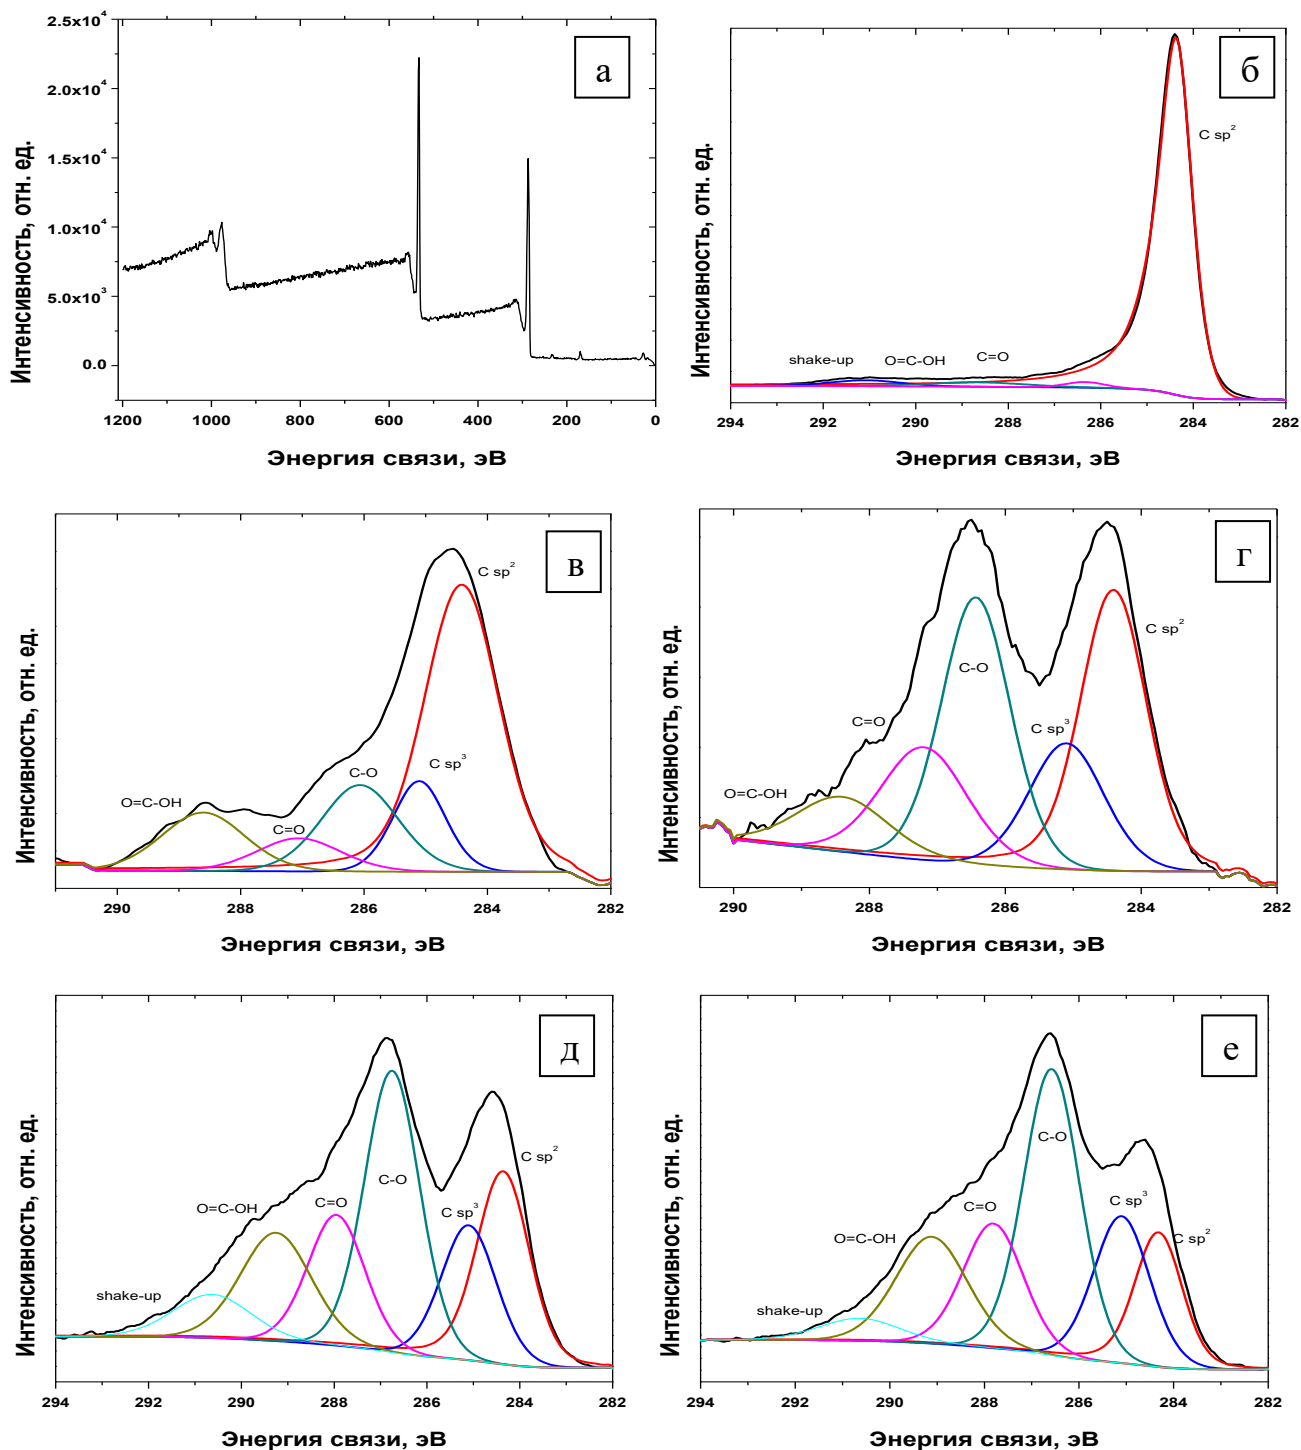 а
2.5x10⁴
2.0x10⁴
1.5x10⁴
1.0x10⁴
5.0x10³
0.0
1200 1000 800 600 400 200 0
Интенсивность, отн. ед.
Энергия связи, эВ
б
C sp²
shake-up O=C-OH C=O
294 292 290 288 286 284 282
Интенсивность, отн. ед.
Энергия связи, эВ
в
C sp²
C sp³
C-O
O=C-OH
C=O
290 288 286 284 282
Интенсивность, отн. ед.
Энергия связи, эВ
г
C sp²
C-O
C=O
C sp³
O=C-OH
290 288 286 284 282
Интенсивность, отн. ед.
Энергия связи, эВ
д
C sp²
C-O
O=C-OH
C=O
C sp³
shake-up
294 292 290 288 286 284 282
Интенсивность, отн. ед.
Энергия связи, эВ
е
C-O
C sp³
C=O
O=C-OH
C sp²
shake-up
294 292 290 288 286 284 282
Интенсивность, отн. ед.
Энергия связи, эВ